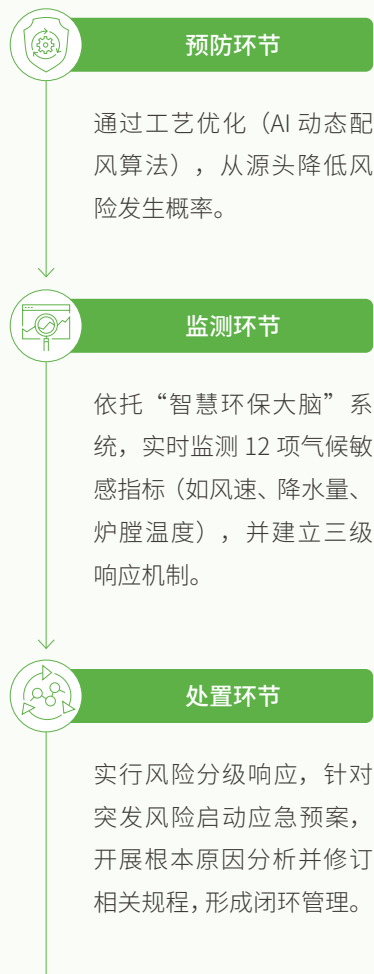 预防环节
通过工艺优化（AI 动态配
风算法），从源头降低风
险发生概率。
监测环节
依托“智慧环保大脑”系
统，实时监测 12 项气候敏
感指标（如风速、降水量、
炉膛温度），并建立三级
响应机制。
处置环节
实行风险分级响应，针对
突发风险启动应急预案，
开展根本原因分析并修订
相关规程，形成闭环管理。